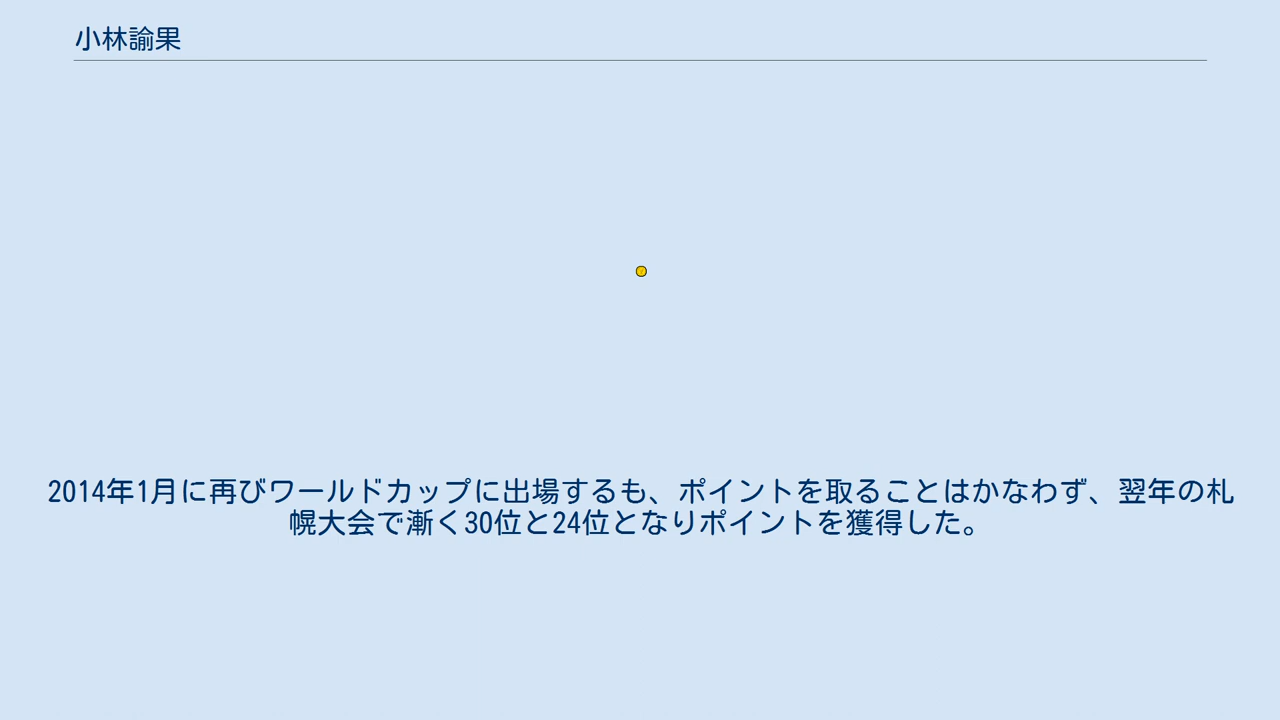 小林諭果
2014年1月に再びワールドカップに出場するも、ポイントを取ることはかなわず、翌年の札
幌大会で漸く30位と24位となりポイントを獲得した。